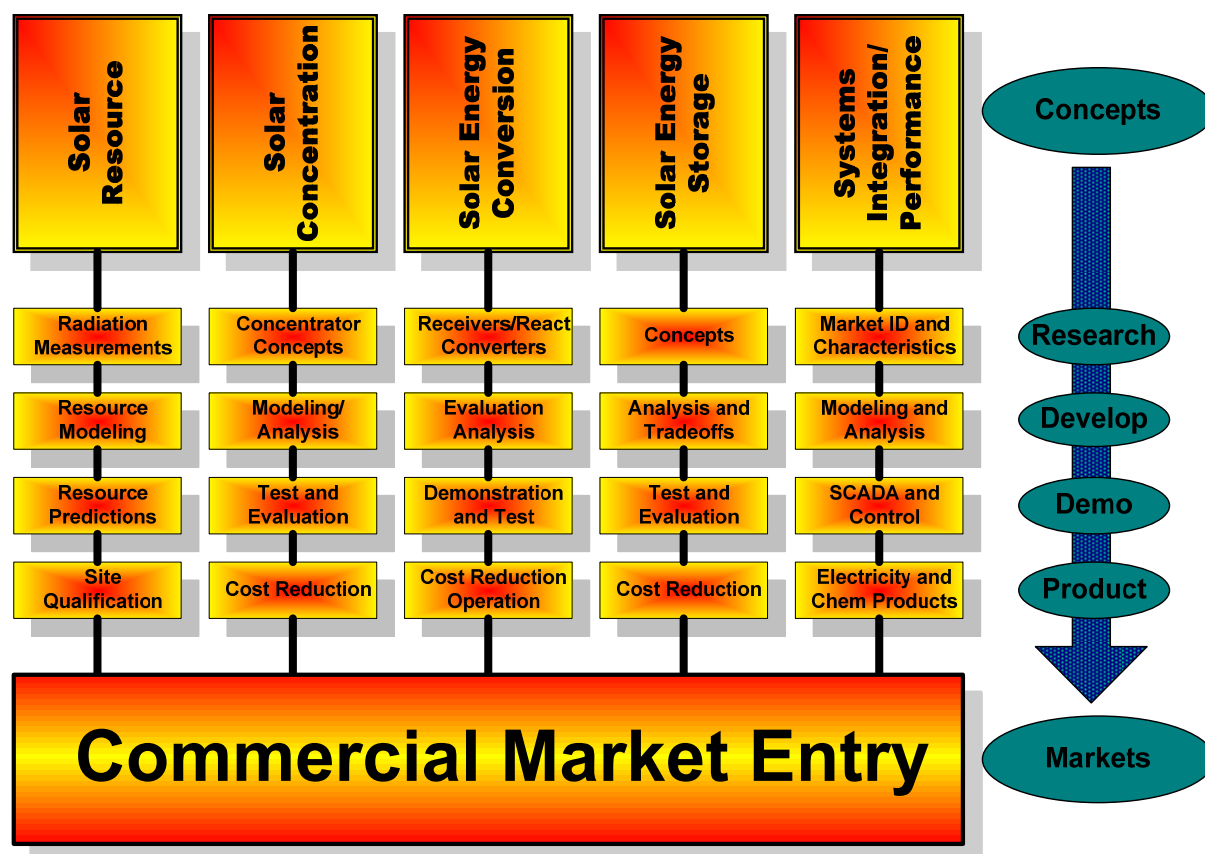 Solar
Resource
Solar
Concentration
Solar Energy
Conversion
Solar Energy
Storage
Systems
Integration/
Performance
Concepts
Radiation
Measurements
Concentrator
Concepts
Receivers/React
Converters
Concepts
Market ID and
Characteristics
Research
Resource
Modeling
Modeling/
Analysis
Evaluation
Analysis
Analysis and
Tradeoffs
Modeling and
Analysis
Develop
Resource
Predictions
Test and
Evaluation
Demonstration
and Test
Test and
Evaluation
SCADA and
Control
Demo
Site
Qualification
Cost Reduction
Cost Reduction
Operation
Cost Reduction
Electricity and
Chem Products
Product
Commercial Market Entry
Markets